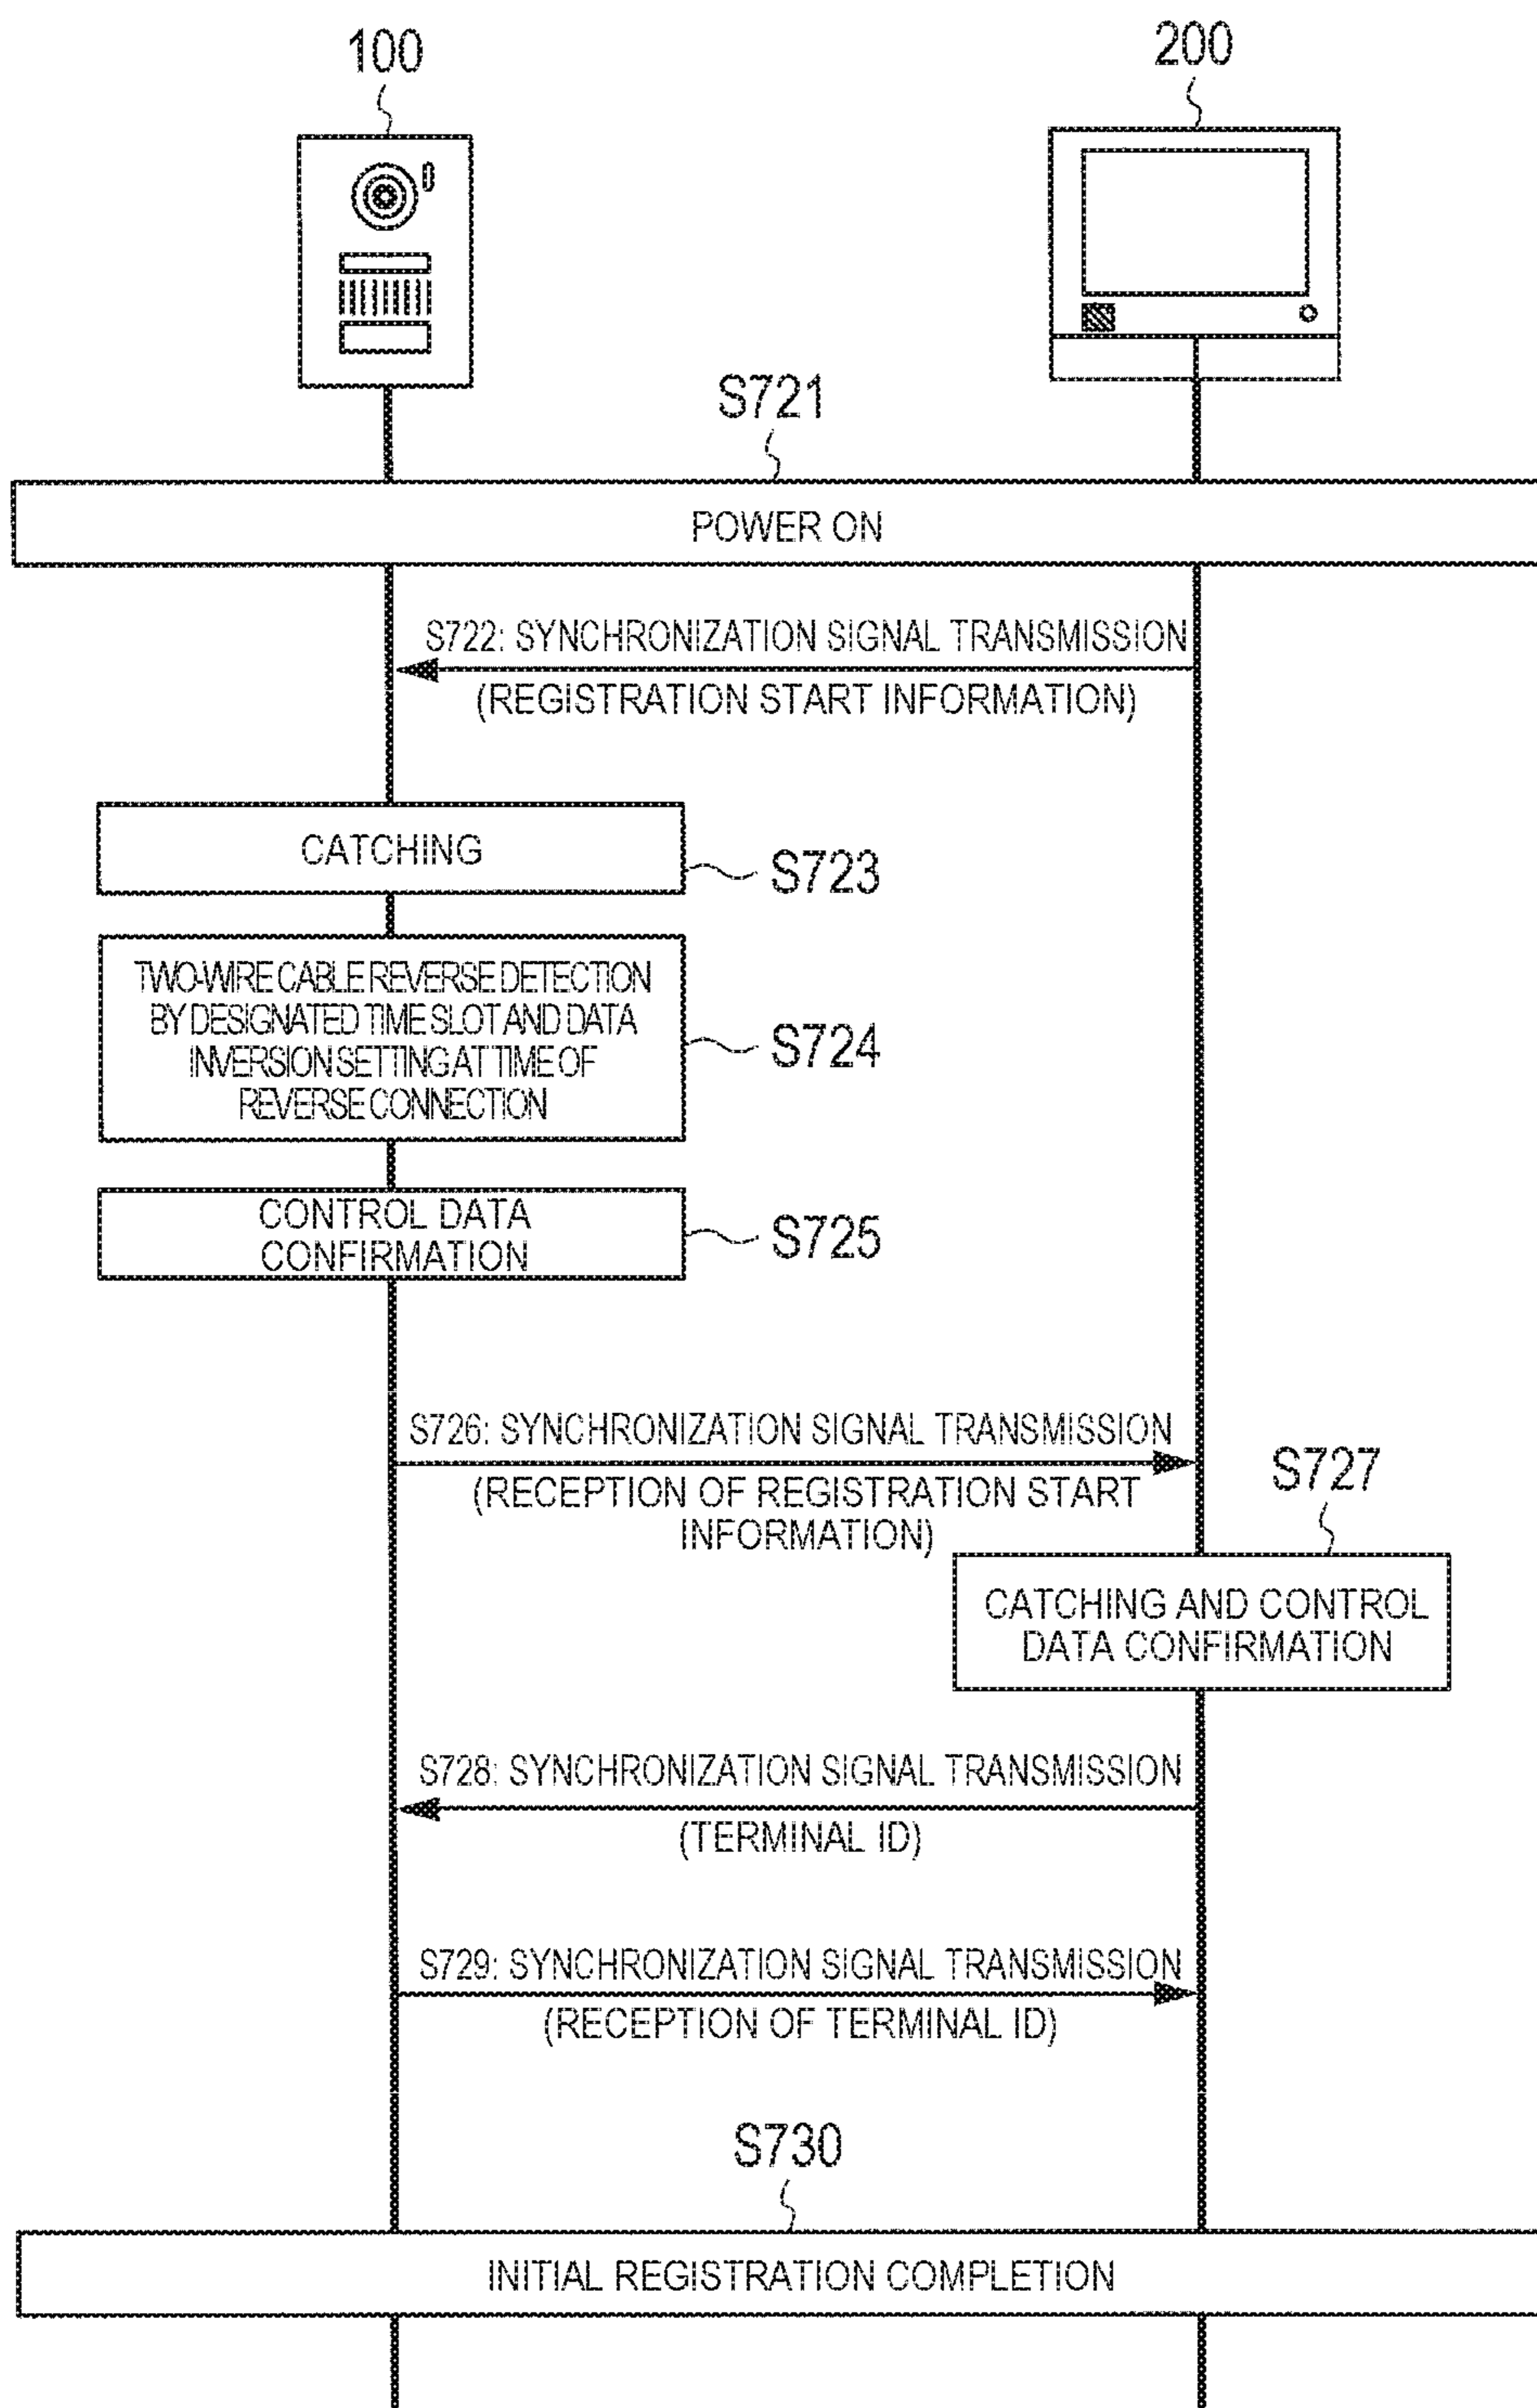 100
200
S721
POWER ON
S722: SYNCHRONIZATION SIGNAL TRANSMISSION
(REGISTRATION START INFORMATION)
CATCHING
S723
TWO-WIRE CABLE REVERSE DETECTION
BY DESIGNATED TIME SLOT AND DATA
INVERSION SETTING AT TIME OF
REVERSE CONNECTION
S724
CONTROL DATA
CONFIRMATION
S725
S726: SYNCHRONIZATION SIGNAL TRANSMISSION
(RECEPTION OF REGISTRATION START
INFORMATION)
S727
CATCHING AND CONTROL
DATA CONFIRMATION
S728: SYNCHRONIZATION SIGNAL TRANSMISSION
(TERMINAL ID)
S729: SYNCHRONIZATION SIGNAL TRANSMISSION
(RECEPTION OF TERMINAL ID)
S730
INITIAL REGISTRATION COMPLETION